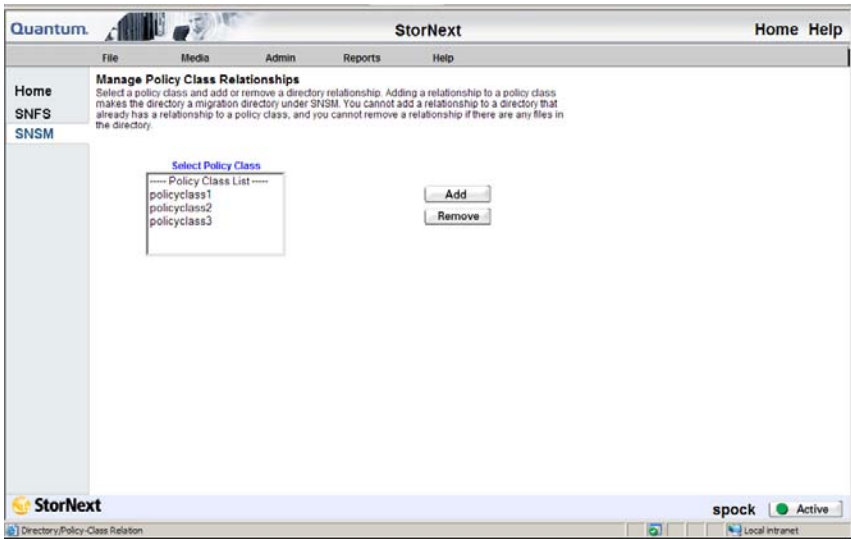 Quantum.
StorNext
Home Help
File Media Admin Reports Help
Home
SNFS
SNSM
Manage Policy Class Relationships
Select a policy class and add or remove a directory relationship. Adding a relationship to a policy class
makes the directory a migration directory under SNSM. You cannot add a relationship to a directory that
already has a relationship to a policy class, and you cannot remove a relationship if there are any files in
the directory.
Select Policy Class
----- Policy Class List -----
policyclass1
policyclass2
policyclass3
Add
Remove
StorNext
spock Active
Directory/Policy-Class Relation
Local intranet